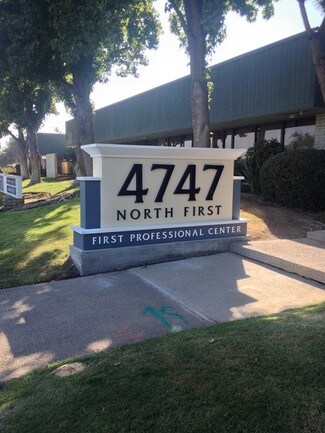 4747
NORTH FIRST
FIRST PROFESSIONAL CENTER